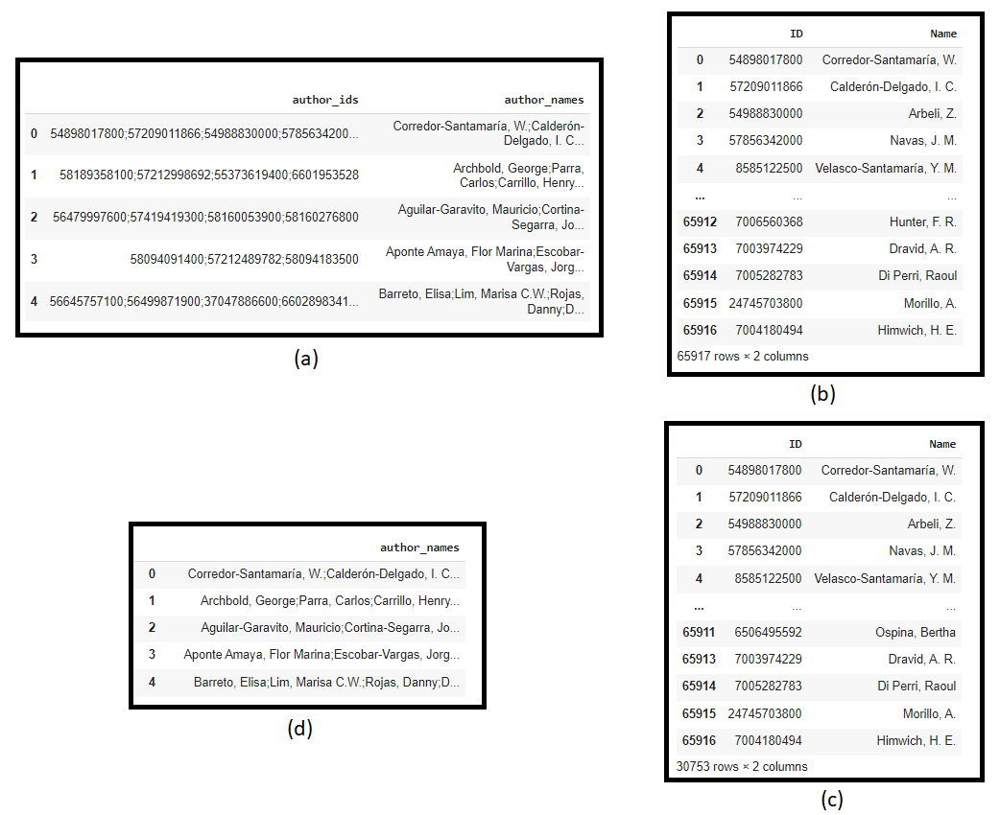 author_ids author_names
0 54898017800;57209011866;54988830000;5785634200... Corredor-Santamaría, W.;Calderón-
Delgado, I. C...
1 58189358100;57212998692;55373619400;6601953528 Archbold, George;Parra,
Carlos;Carrillo, Henry...
2 56479997600;57419419300;58160053900;58160276800 Aguilar-Garavito, Mauricio;Cortina-
Segarra, Jo...
3 58094091400;57212489782;58094183500 Aponte Amaya, Flor Marina;Escobar-
Vargas, Jorg...
4 56645757100;56499871900;37047886600;6602898341... Barreto, Elisa;Lim, Marisa C.W.;Rojas,
Danny;D...
(a)
ID Name
0 54898017800 Corredor-Santamaría, W.
1 57209011866 Calderón-Delgado, I. C.
2 54988830000 Arbeli, Z.
3 57856342000 Navas, J. M.
4 8585122500 Velasco-Santamaría, Y. M.
... ... ...
65912 7006560368 Hunter, F. R.
65913 7003974229 Dravid, A. R.
65914 7005282783 Di Perri, Raoul
65915 24745703800 Morillo, A.
65916 7004180494 Himwich, H. E.
65917 rows × 2 columns
(b)
ID Name
0 54898017800 Corredor-Santamaría, W.
1 57209011866 Calderón-Delgado, I. C.
2 54988830000 Arbeli, Z.
3 57856342000 Navas, J. M.
4 8585122500 Velasco-Santamaría, Y. M.
... ... ...
65911 6506495592 Ospina, Bertha
65913 7003974229 Dravid, A. R.
65914 7005282783 Di Perri, Raoul
65915 24745703800 Morillo, A.
65916 7004180494 Himwich, H. E.
30753 rows × 2 columns
(c)
author_names
0 Corredor-Santamaría, W.;Calderón-Delgado, I. C...
1 Archbold, George;Parra, Carlos;Carrillo, Henry...
2 Aguilar-Garavito, Mauricio;Cortina-Segarra, Jo...
3 Aponte Amaya, Flor Marina;Escobar-Vargas, Jorg...
4 Barreto, Elisa;Lim, Marisa C.W.;Rojas, Danny;D...
(d)